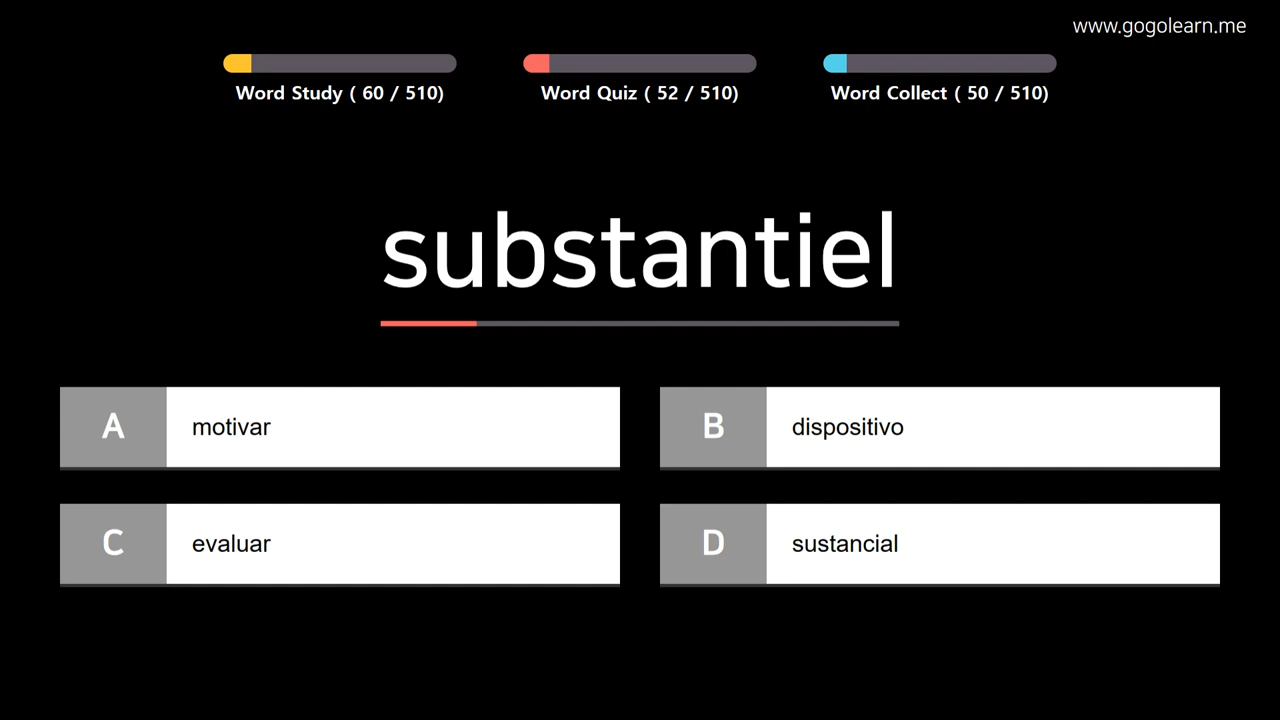 www.gogolearn.me
Word Study ( 60 / 510)
Word Quiz ( 52 / 510)
Word Collect ( 50 / 510)
substantiel
A motivar
B dispositivo
C evaluar
D sustancial